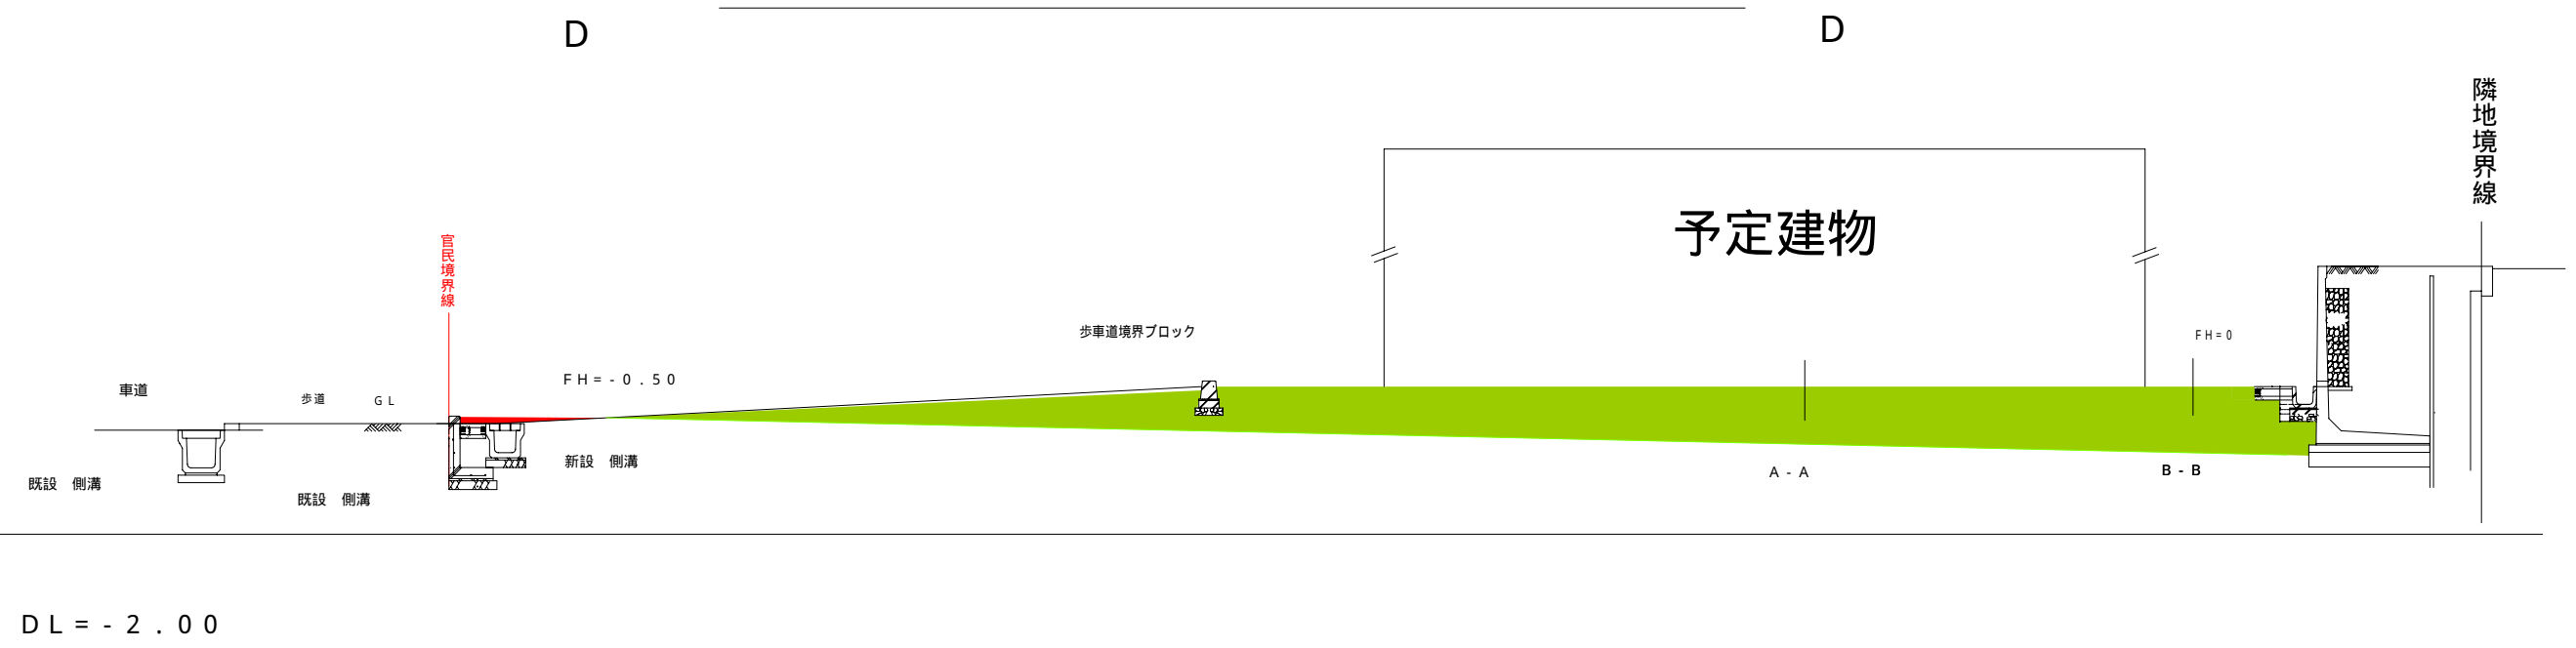 D
D
隣地境界線
予定建物
官民境界線
歩車道境界ブロック
FH=0
FH=-0.50
車道
歩道
GL
新設 側溝
A-A
B-B
既設 側溝
既設 側溝
DL=-2.00